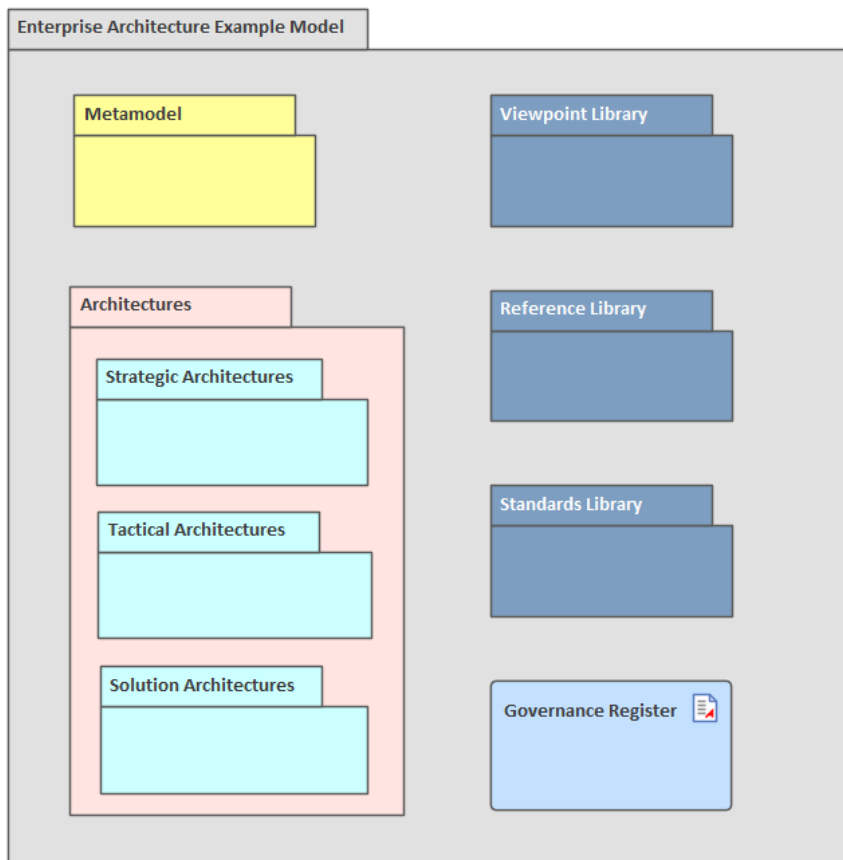 Enterprise Architecture Example Model
Metamodel
Architectures
Strategic Architectures
Tactical Architectures
Solution Architectures
Viewpoint Library
Reference Library
Standards Library
Governance Register